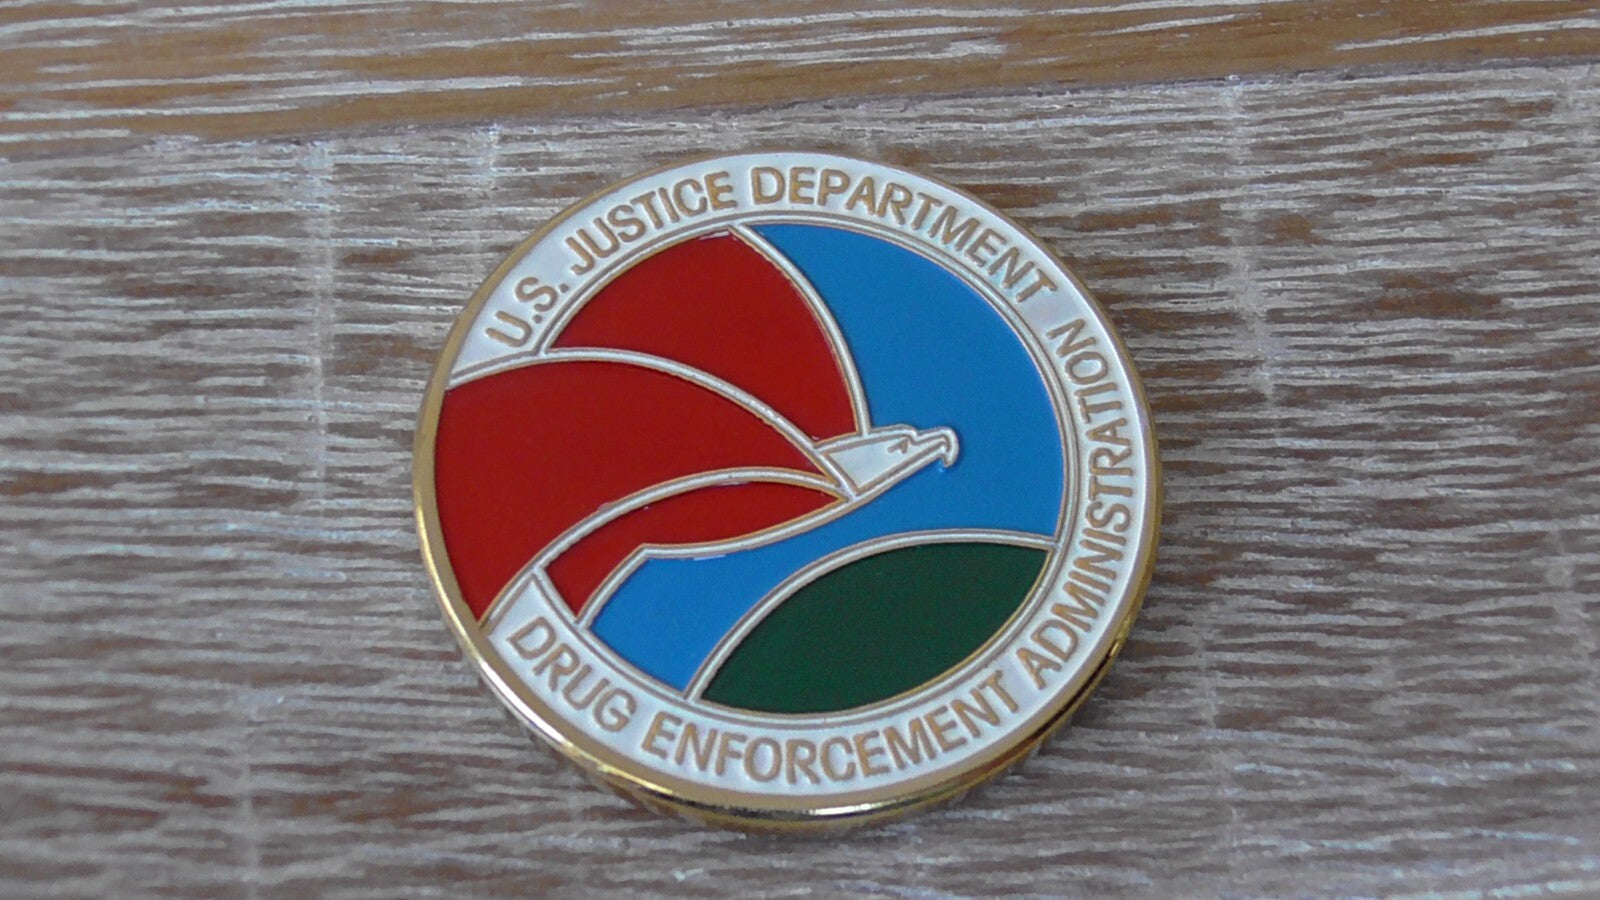 U.S. JUSTICE DEPARTMENT
DRUG ENFORCEMENT ADMINISTRATION